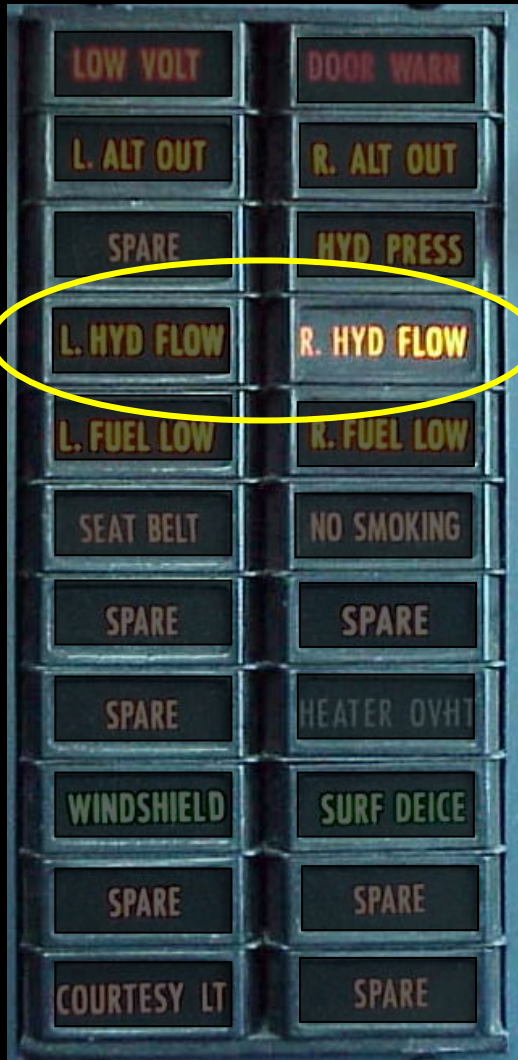 LOW VOLT DOOR WARN
L. ALT OUT R. ALT OUT
SPARE HYD PRESS
L. HYD FLOW R. HYD FLOW
L. FUEL LOW R. FUEL LOW
SEAT BELT NO SMOKING
SPARE SPARE
SPARE HEATER OVHT
WINDSHIELD SURF DEICE
SPARE SPARE
COURTESY LT SPARE